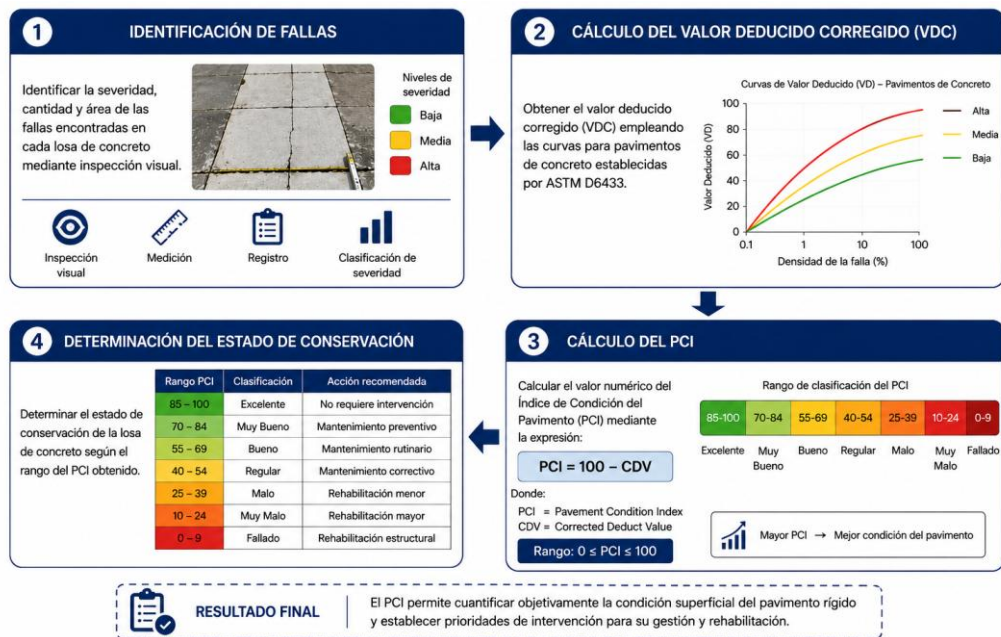 1
IDENTIFICACIÓN DE FALLAS
Identificar la severidad,
cantidad y área de las
fallas encontradas en
cada losa de concreto
mediante inspección visual.
Niveles de
severidad
Baja
Media
Alta
Inspección
visual
Medición
Registro
Clasificación de
severidad
2
CÁLCULO DEL VALOR DEDUCIDO CORREGIDO (VDC)
Obtener el valor deducido
corregido (VDC) empleando
las curvas para pavimentos
de concreto establecidas
por ASTM D6433.
Curvas de Valor Deducido (VD) – Pavimentos de Concreto
Valor Deducido (VD)
100
80
60
40
20
0
0.1
1
10
100
Densidad de la falla (%)
Alta
Media
Baja
3
CÁLCULO DEL PCI
Calcular el valor numérico del
Índice de Condición del
Pavimento (PCI) mediante
la expresión:
PCI = 100 – CDV
Donde:
PCI = Pavement Condition Index
CDV = Corrected Deduct Value
Rango: 0 ≤ PCI ≤ 100
Rango de clasificación del PCI
85-100 70-84 55-69 40-54 25-39 10-24 0-9
Excelente Muy Bueno Bueno Regular Malo Muy Malo Fallado
Mayor PCI → Mejor condición del pavimento
4
DETERMINACIÓN DEL ESTADO DE CONSERVACIÓN
Determinar el estado de
conservación de la losa
de concreto según el
rango del PCI obtenido.
Rango PCI Clasificación Acción recomendada
85 – 100 Excelente No requiere intervención
70 – 84 Muy Bueno Mantenimiento preventivo
55 – 69 Bueno Mantenimiento rutinario
40 – 54 Regular Mantenimiento correctivo
25 – 39 Malo Rehabilitación menor
10 – 24 Muy Malo Rehabilitación mayor
0 – 9 Fallado Rehabilitación estructural
RESULTADO FINAL
El PCI permite cuantificar objetivamente la condición superficial del pavimento rígido
y establecer prioridades de intervención para su gestión y rehabilitación.